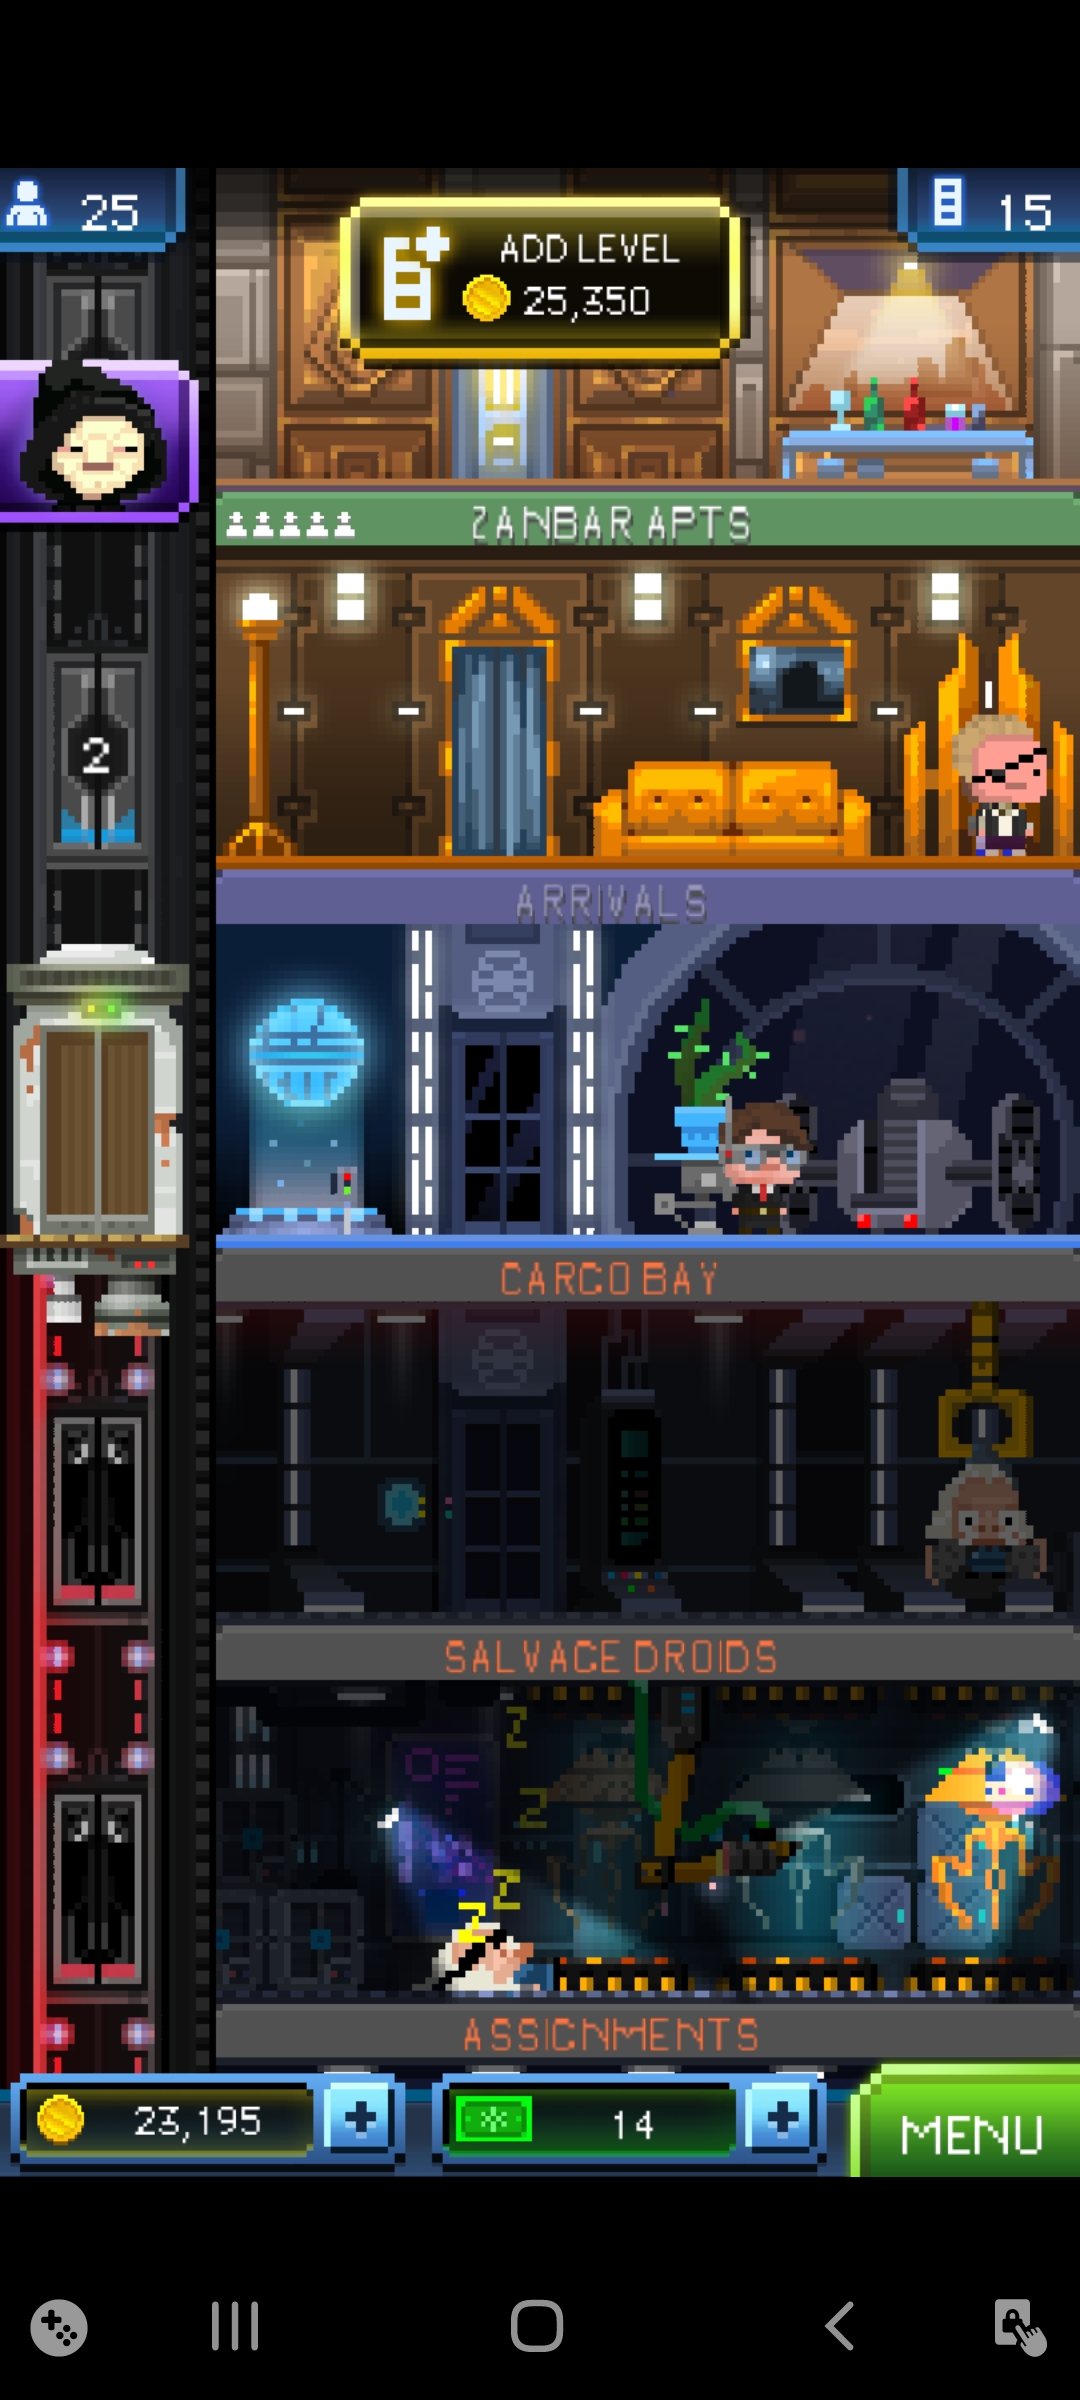 25
ADD LEVEL
25,350
15
ZANBAR APTS
2
ARRIVALS
CARGO BAY
SALVAGE DROIDS
Z
Z
Z
Z
ASSIGNMENTS
23,195
14
MENU